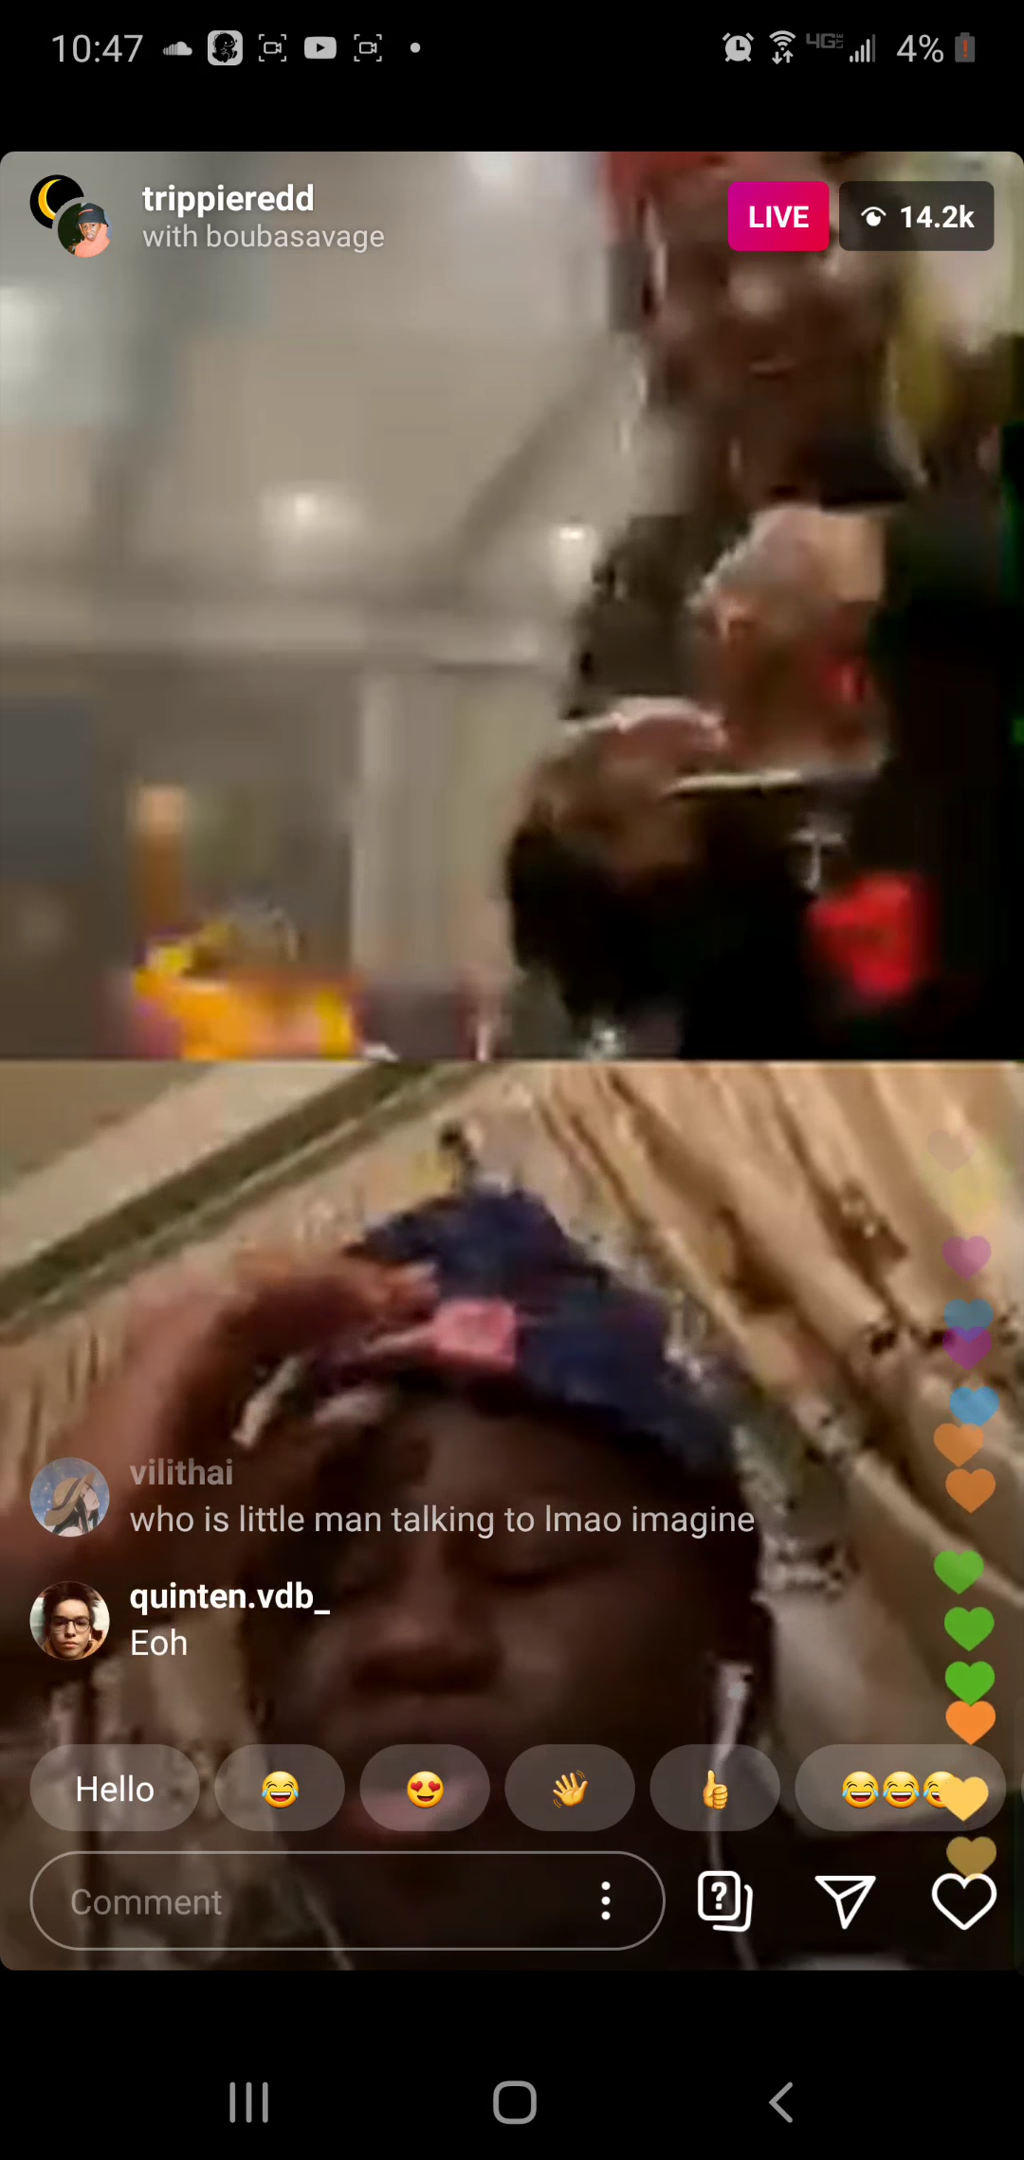 10:47
4G
4%
trippieredd
with boubasavage
LIVE
14.2k
vilithai
who is little man talking to lmao imagine
quinten.vdb_
Eoh
Hello
Comment